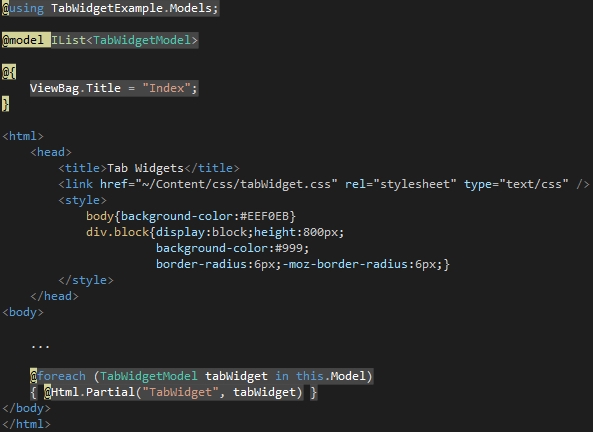 @using TabWidgetExample.Models;
@model IList<TabWidgetModel>
@{
ViewBag.Title = "Index";
}
<html>
<head>
<title>Tab Widgets</title>
<link href="~/Content/css/tabWidget.css" rel="stylesheet" type="text/css" />
<style>
body{background-color:#EEF0EB}
div.block{display:block;height:800px;
background-color:#999;
border-radius:6px;-moz-border-radius:6px;}
</style>
</head>
<body>
...
@foreach (TabWidgetModel tabWidget in this.Model)
{ @Html.Partial("TabWidget", tabWidget) }
</body>
</html>